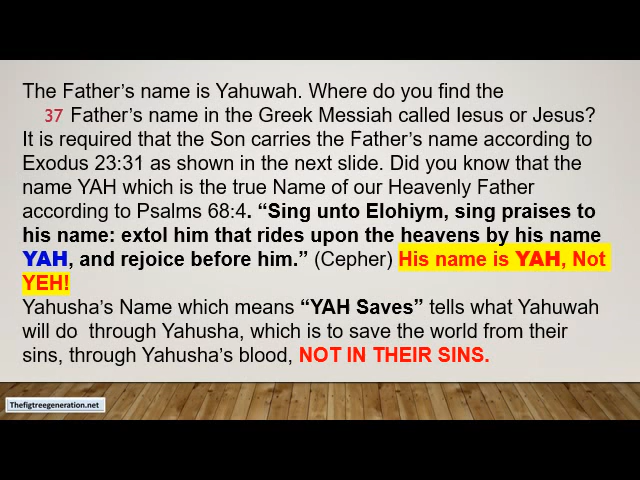 The Father's name is Yahuwah. Where do you find the
37 Father's name in the Greek Messiah called Iesus or Jesus?
It is required that the Son carries the Father's name according to
Exodus 23:31 as shown in the next slide. Did you know that the
name YAH which is the true Name of our Heavenly Father
according to Psalms 68:4. "Sing unto Elohiym, sing praises to
his name: extol him that rides upon the heavens by his name
YAH, and rejoice before him." (Cepher) His name is YAH, Not
YEH!
Yahusha's Name which means "YAH Saves" tells what Yahuwah
will do through Yahusha, which is to save the world from their
sins, through Yahusha's blood, NOT IN THEIR SINS.
Thefigtreegeneration.net